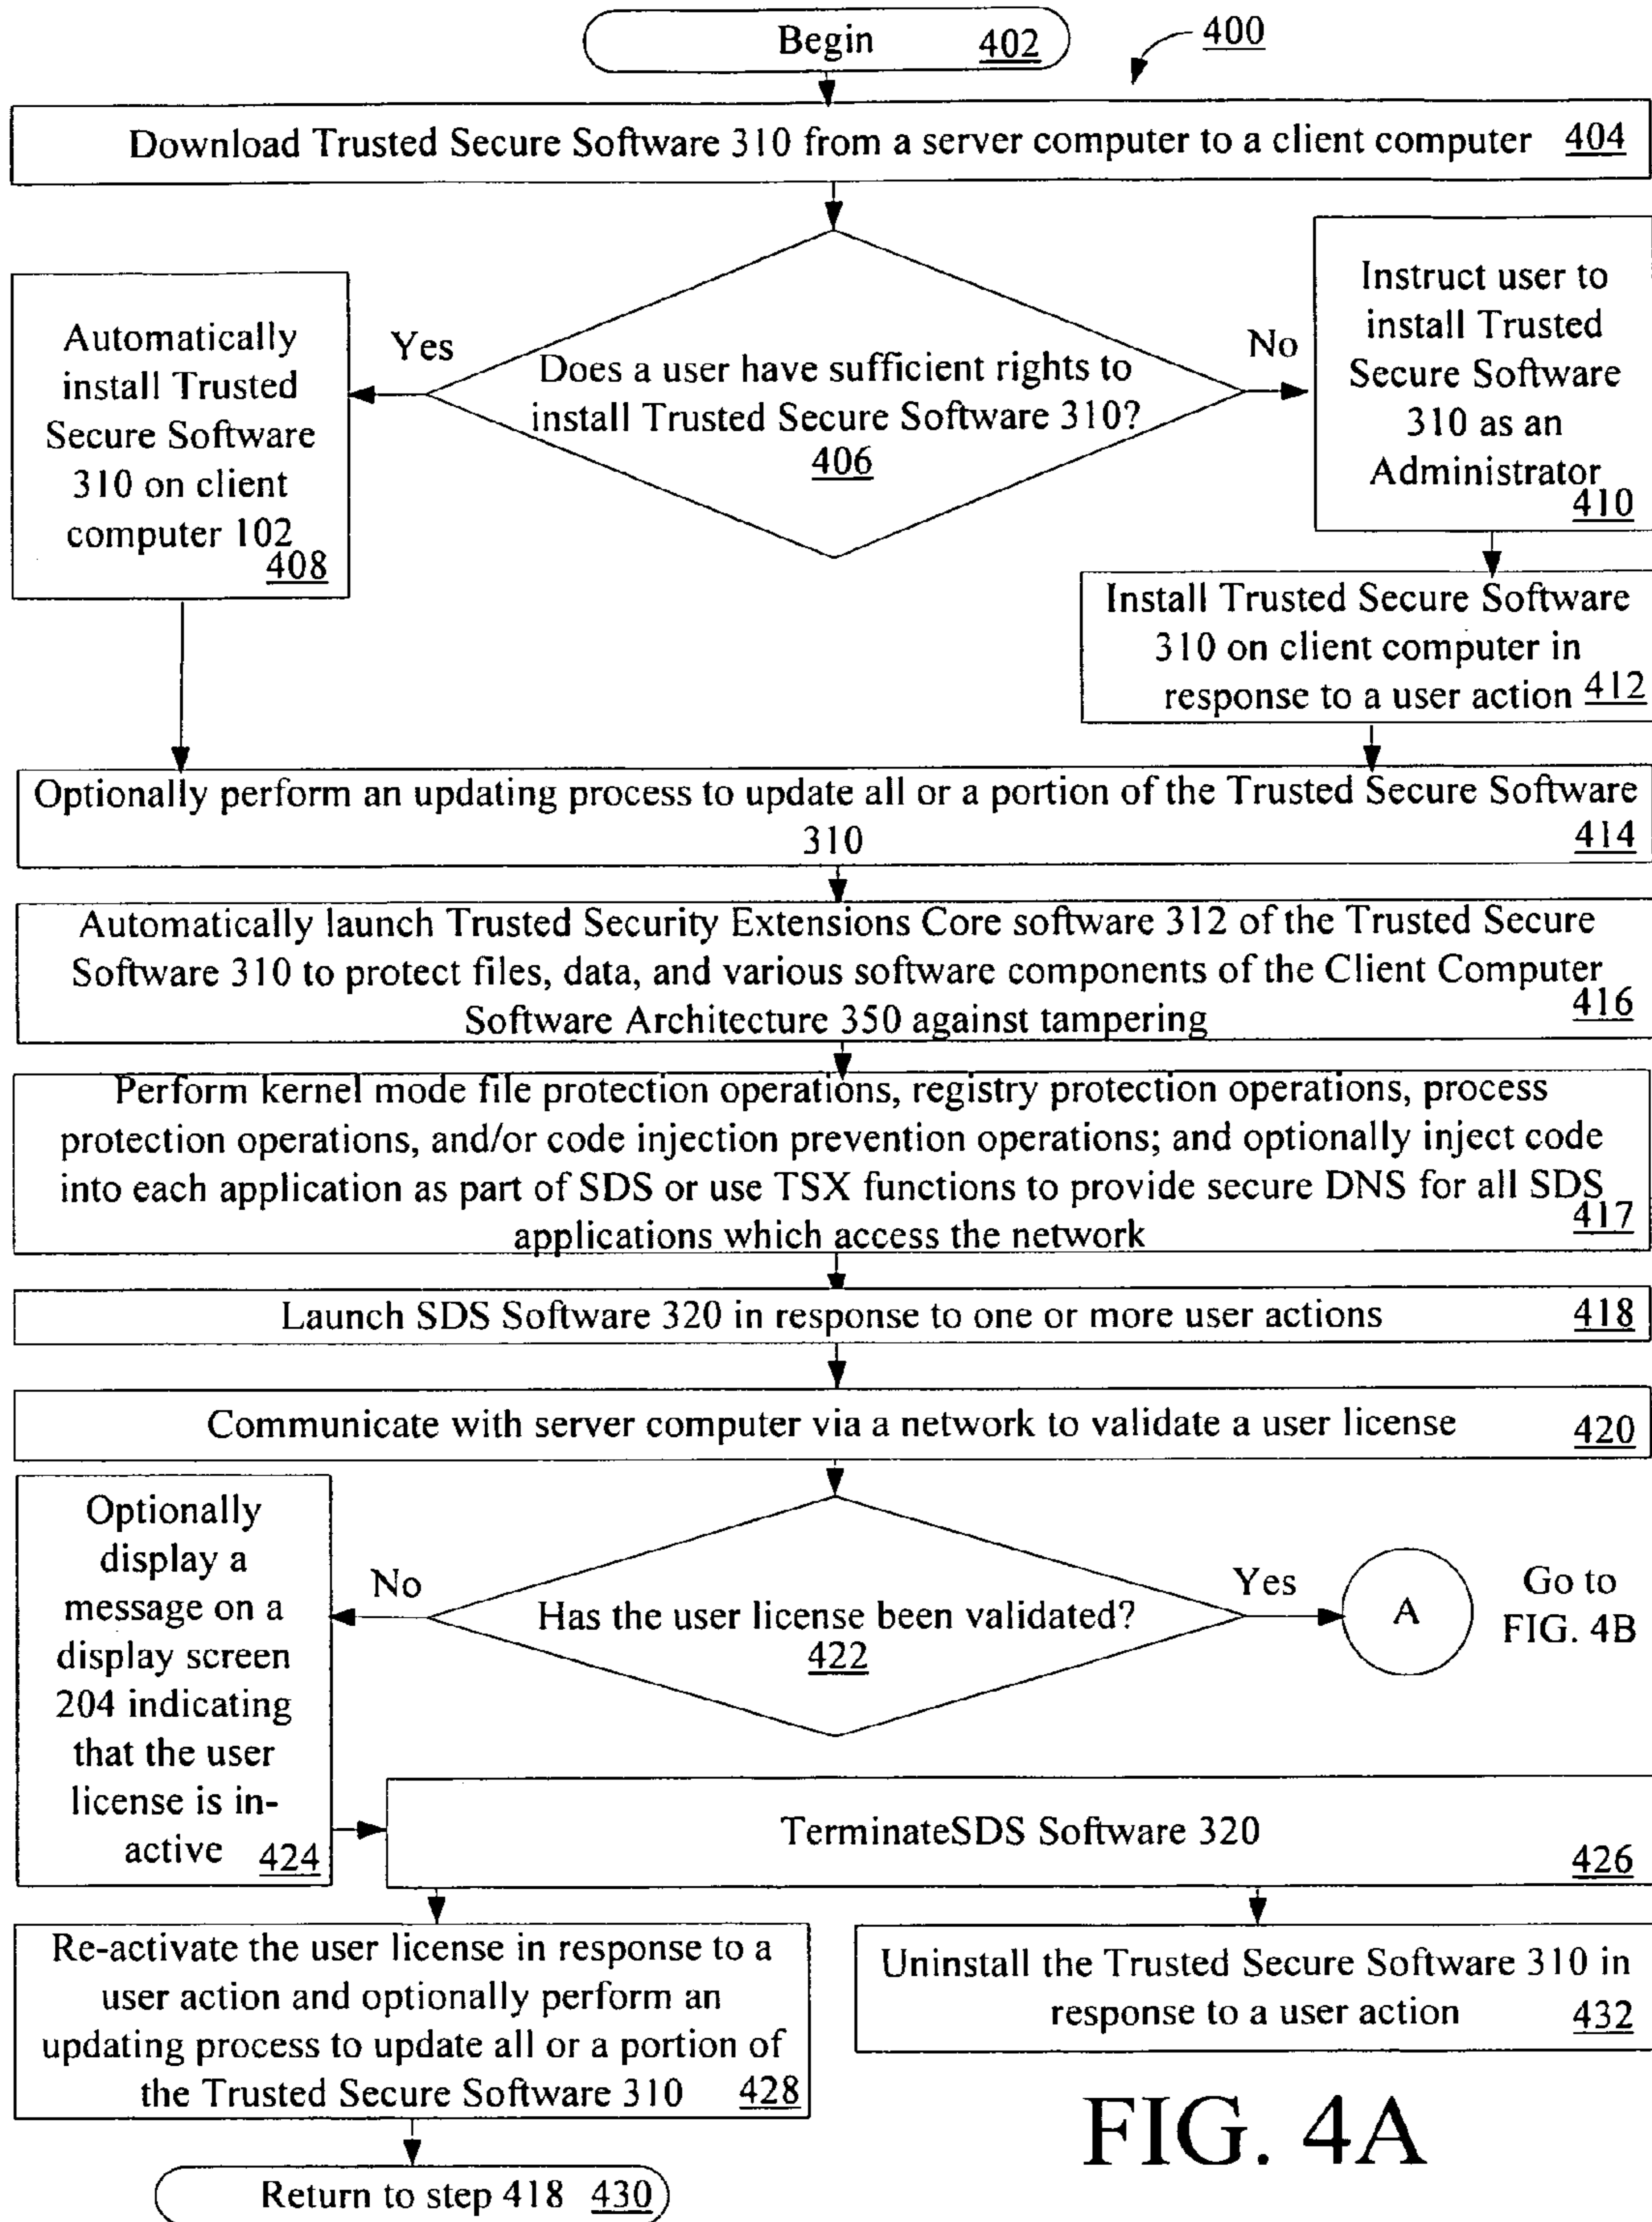 Begin 402
400
Download Trusted Secure Software 310 from a server computer to a client computer 404
Automatically
install Trusted
Secure Software
310 on client
computer 102
408
Yes
Does a user have sufficient rights to
install Trusted Secure Software 310?
406
No
Instruct user to
install Trusted
Secure Software
310 as an
Administrator
410
Install Trusted Secure Software
310 on client computer in
response to a user action 412
Optionally perform an updating process to update all or a portion of the Trusted Secure Software
310 414
Automatically launch Trusted Security Extensions Core software 312 of the Trusted Secure
Software 310 to protect files, data, and various software components of the Client Computer
Software Architecture 350 against tampering 416
Perform kernel mode file protection operations, registry protection operations, process
protection operations, and/or code injection prevention operations; and optionally inject code
into each application as part of SDS or use TSX functions to provide secure DNS for all SDS
applications which access the network 417
Launch SDS Software 320 in response to one or more user actions 418
Communicate with server computer via a network to validate a user license 420
Optionally
display a
message on a
display screen
204 indicating
that the user
license is in-
active 424
No
Has the user license been validated?
422
Yes
A
Go to
FIG. 4B
TerminateSDS Software 320
426
Re-activate the user license in response to a
user action and optionally perform an
updating process to update all or a portion of
the Trusted Secure Software 310 428
Uninstall the Trusted Secure Software 310 in
response to a user action 432
Return to step 418 430
FIG. 4A